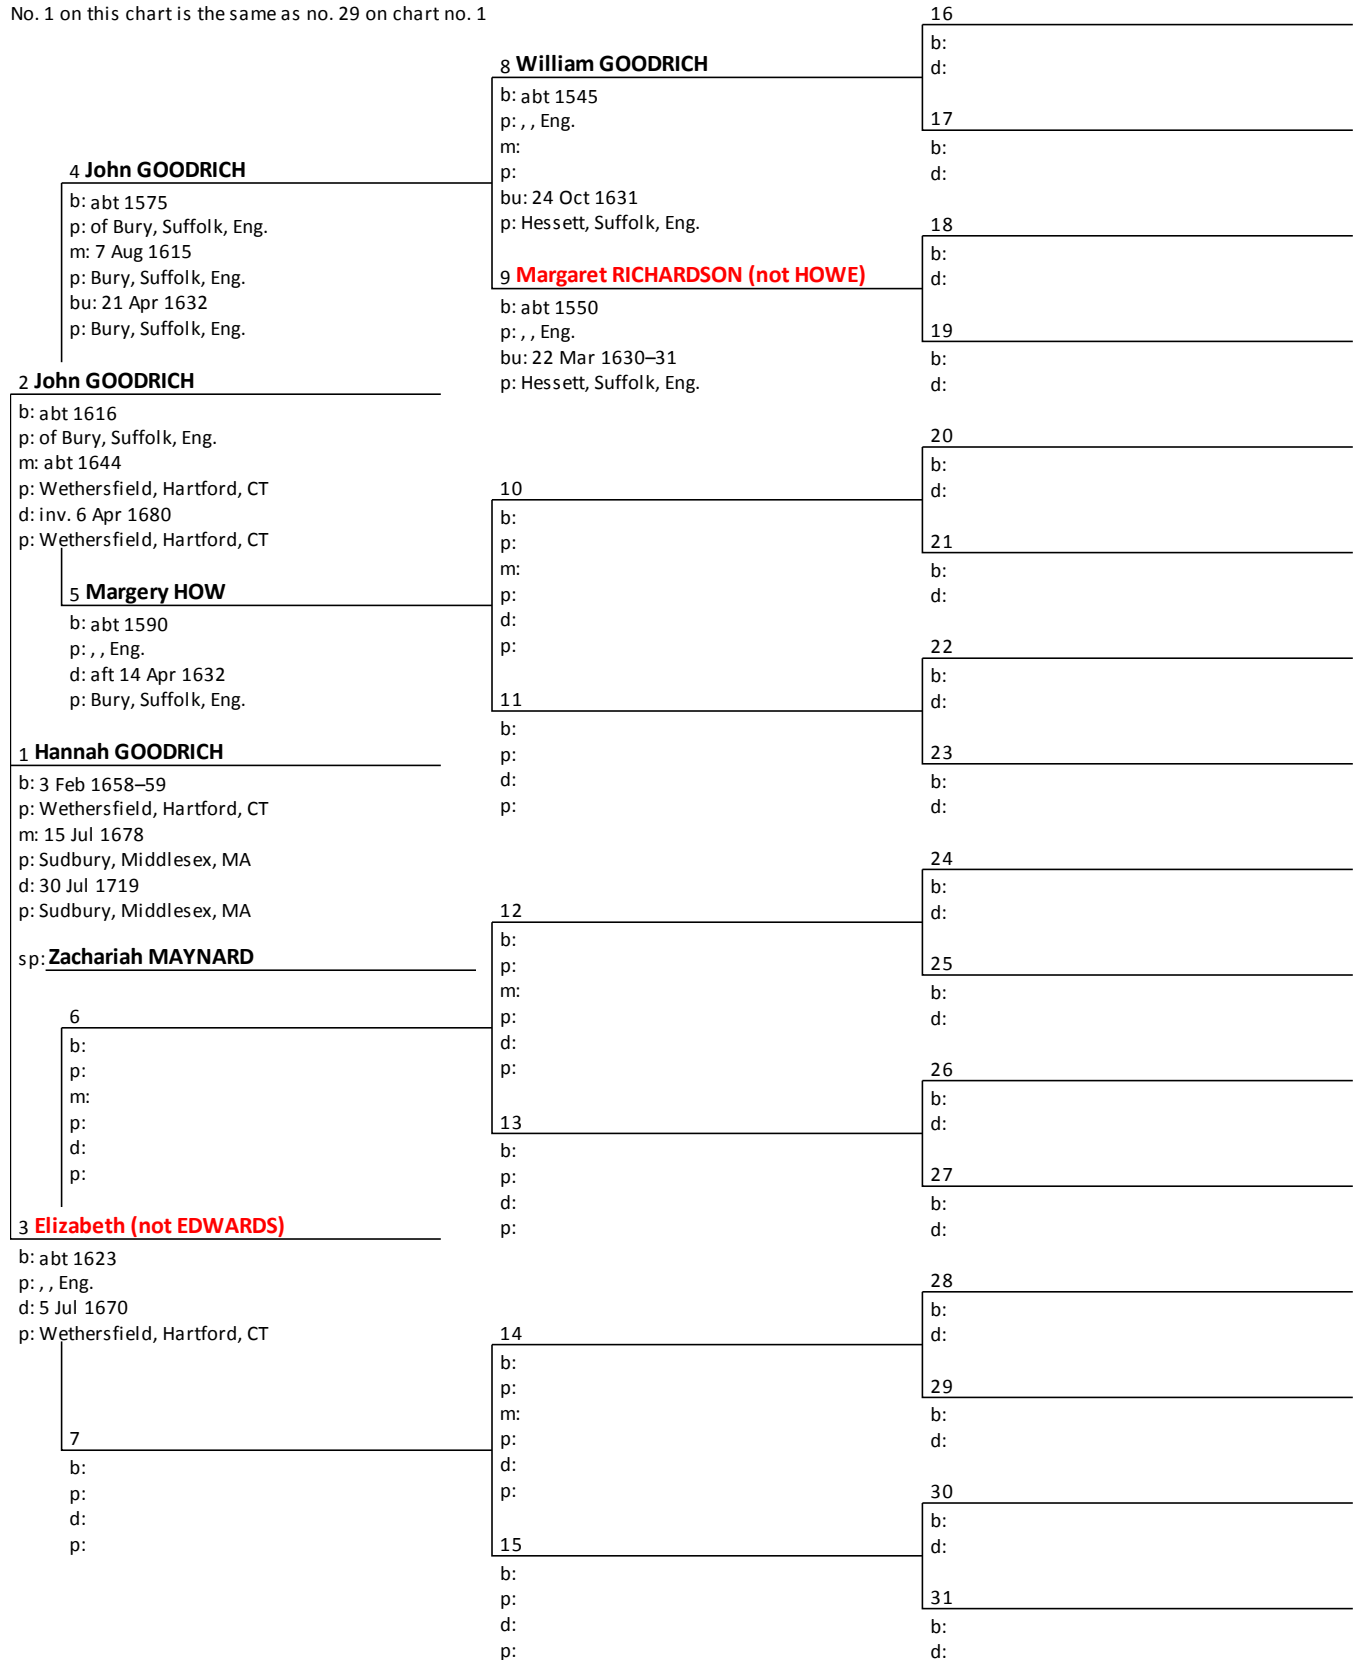 No. 1 on this chart is the same as no. 29 on chart no. 1
4 John GOODRICH
b: abt 1575
p: of Bury, Suffolk, Eng.
m: 7 Aug 1615
p: Bury, Suffolk, Eng.
bu: 21 Apr 1632
p: Bury, Suffolk, Eng.
2 John GOODRICH
b: abt 1616
p: of Bury, Suffolk, Eng.
m: abt 1644
p: Wethersfield, Hartford, CT
d: inv. 6 Apr 1680
p: Wethersfield, Hartford, CT
5 Margery HOW
b: abt 1590
p: , , Eng.
d: aft 14 Apr 1632
p: Bury, Suffolk, Eng.
1 Hannah GOODRICH
b: 3 Feb 1658–59
p: Wethersfield, Hartford, CT
m: 15 Jul 1678
p: Sudbury, Middlesex, MA
d: 30 Jul 1719
p: Sudbury, Middlesex, MA
sp: Zachariah MAYNARD
6
b:
p:
m:
p:
d:
p:
3 Elizabeth (not EDWARDS)
b: abt 1623
p: , , Eng.
d: 5 Jul 1670
p: Wethersfield, Hartford, CT
7
b:
p:
d:
p:
8 William GOODRICH
b: abt 1545
p: , , Eng.
m:
p:
bu: 24 Oct 1631
p: Hessett, Suffolk, Eng.
9 Margaret RICHARDSON (not HOWE)
b: abt 1550
p: , , Eng.
bu: 22 Mar 1630–31
p: Hessett, Suffolk, Eng.
10
b:
p:
m:
p:
d:
p:
11
b:
p:
d:
p:
12
b:
p:
m:
p:
d:
p:
13
b:
p:
d:
p:
14
b:
p:
m:
p:
d:
p:
15
b:
p:
d:
p:
16
b:
d:
17
b:
d:
18
b:
d:
19
b:
d:
20
b:
d:
21
b:
d:
22
b:
d:
23
b:
d:
24
b:
d:
25
b:
d:
26
b:
d:
27
b:
d:
28
b:
d:
29
b:
d:
30
b:
d:
31
b:
d: